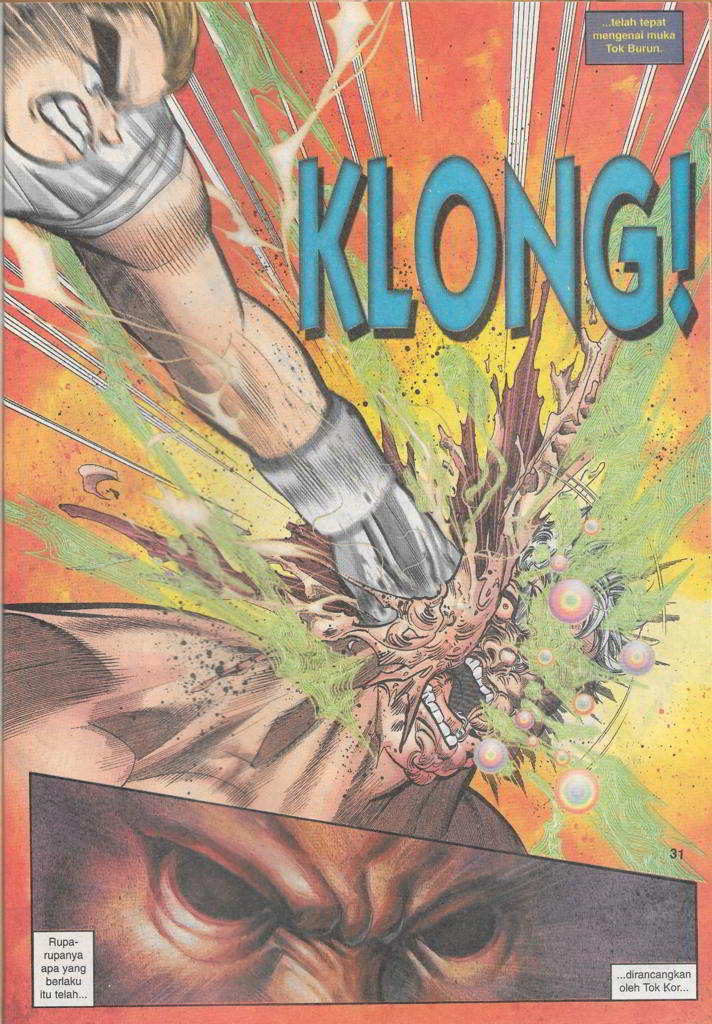 ...telah tepat
mengenai muka
Tok Burun.
KLONG!
31
Rupa-
rupanya
apa yang
berlaku
itu telah...
...dirancangkan
oleh Tok Kor...